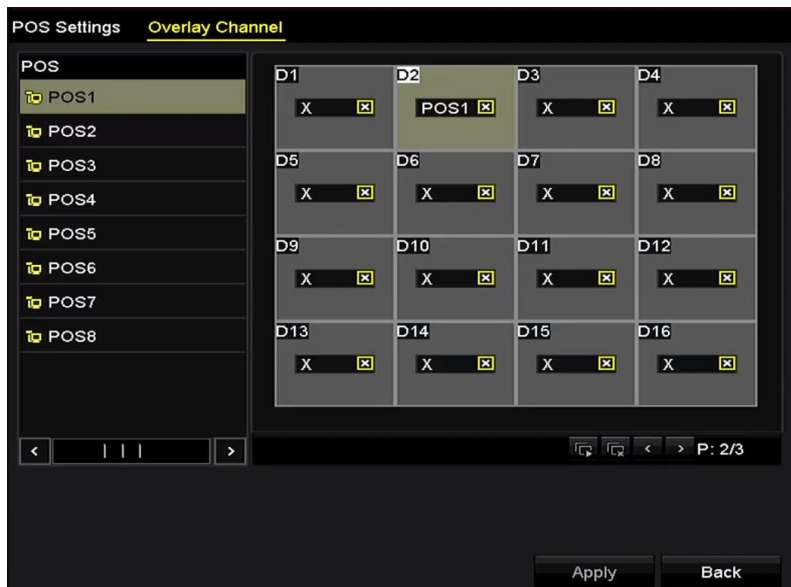 POS Settings Overlay Channel
POS
POS1
POS2
POS3
POS4
POS5
POS6
POS7
POS8
D1 D2 D3 D4
X POS1 X X
D5 D6 D7 D8
X X X X
D9 D10 D11 D12
X X X X
D13 D14 D15 D16
X X X X
P: 2/3
Apply Back